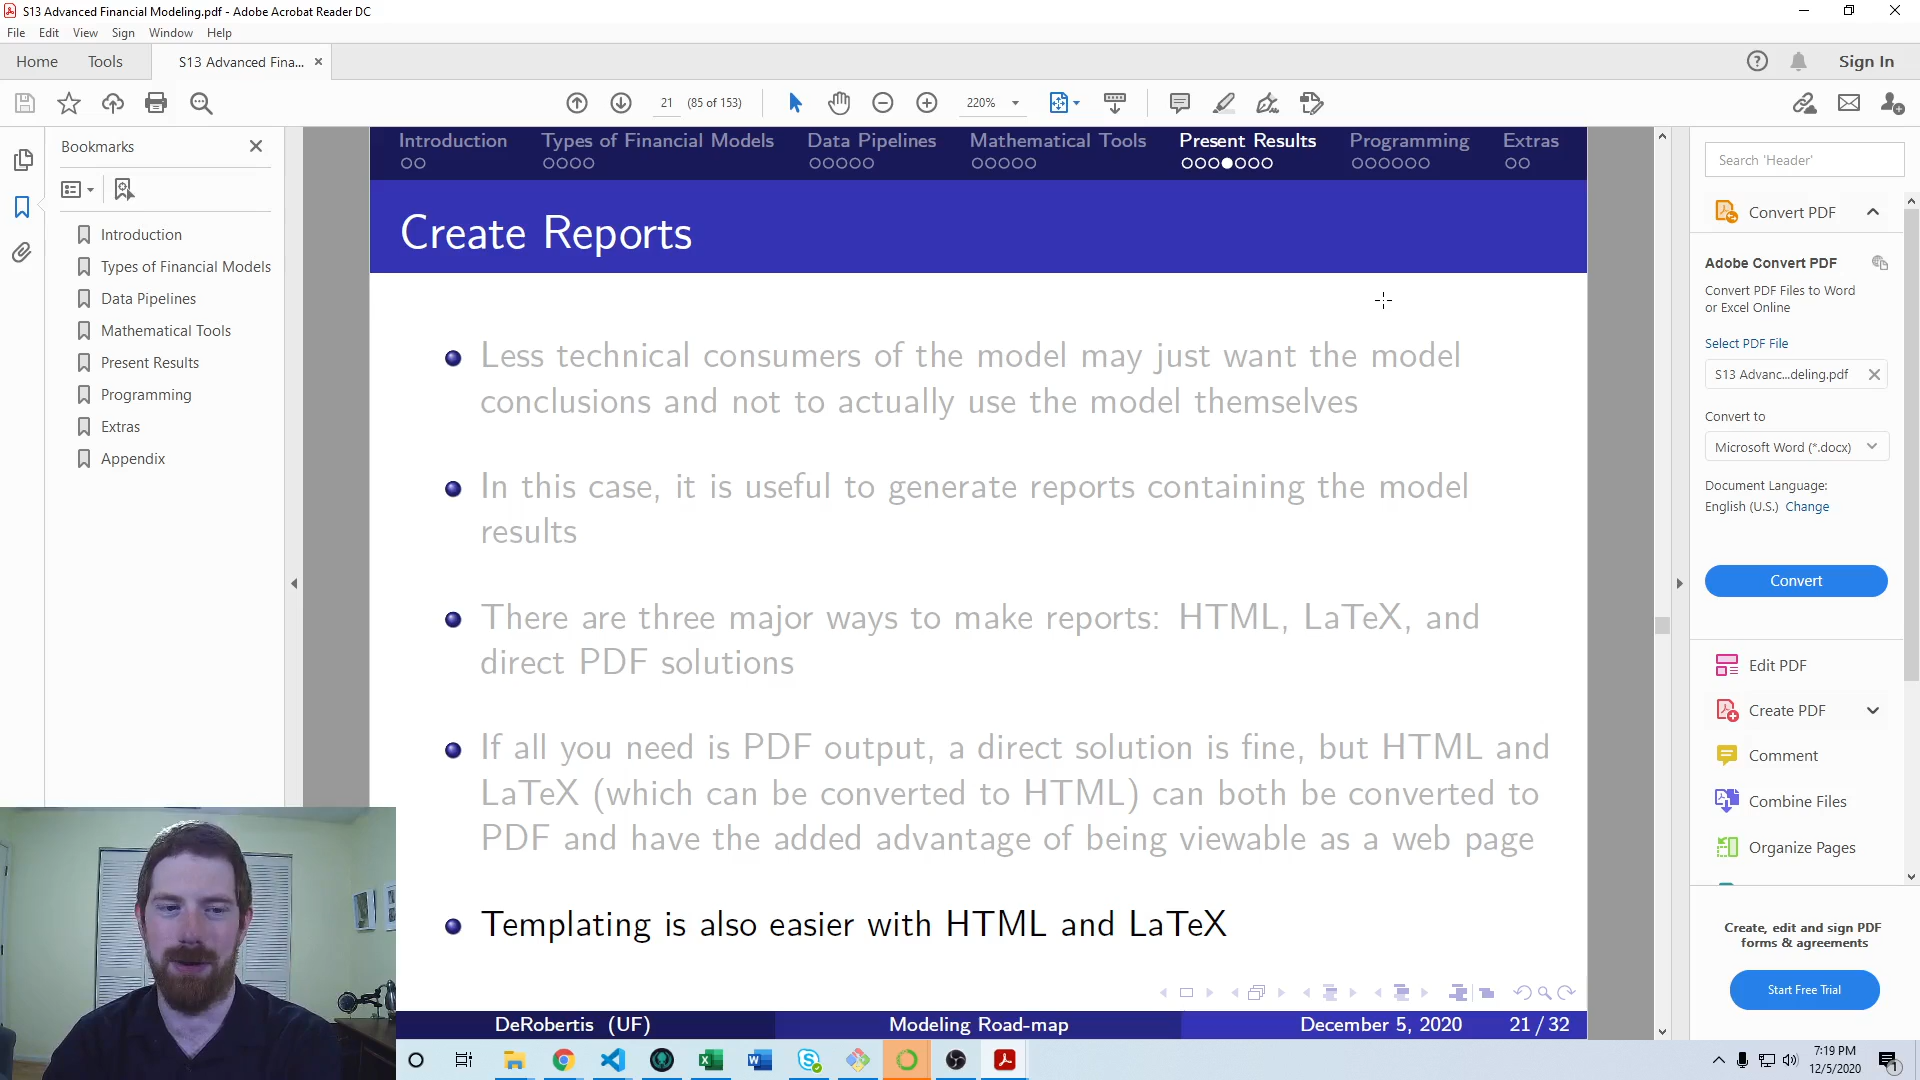 S13 Advanced Financial Modeling.pdf - Adobe Acrobat Reader DC
File Edit View Sign Window Help
Home Tools S13 Advanced Fina... Sign In
21 (85 of 153) 220%
Bookmarks
Introduction
Types of Financial Models
Data Pipelines
Mathematical Tools
Present Results
Programming
Extras
Appendix
Introduction Types of Financial Models Data Pipelines Mathematical Tools Present Results Programming Extras
Create Reports
Less technical consumers of the model may just want the model
conclusions and not to actually use the model themselves
In this case, it is useful to generate reports containing the model
results
There are three major ways to make reports: HTML, LaTeX, and
direct PDF solutions
If all you need is PDF output, a direct solution is fine, but HTML and
LaTeX (which can be converted to HTML) can both be converted to
PDF and have the added advantage of being viewable as a web page
Templating is also easier with HTML and LaTeX
DeRobertis (UF) Modeling Road-map December 5, 2020 21 / 32
Search 'Header'
Convert PDF
Adobe Convert PDF
Convert PDF Files to Word
or Excel Online
Select PDF File
S13 Advanc...deling.pdf
Convert to
Microsoft Word (*.docx)
Document Language:
English (U.S.) Change
Convert
Edit PDF
Create PDF
Comment
Combine Files
Organize Pages
Create, edit and sign PDF
forms & agreements
Start Free Trial
7:19 PM
12/5/2020
1